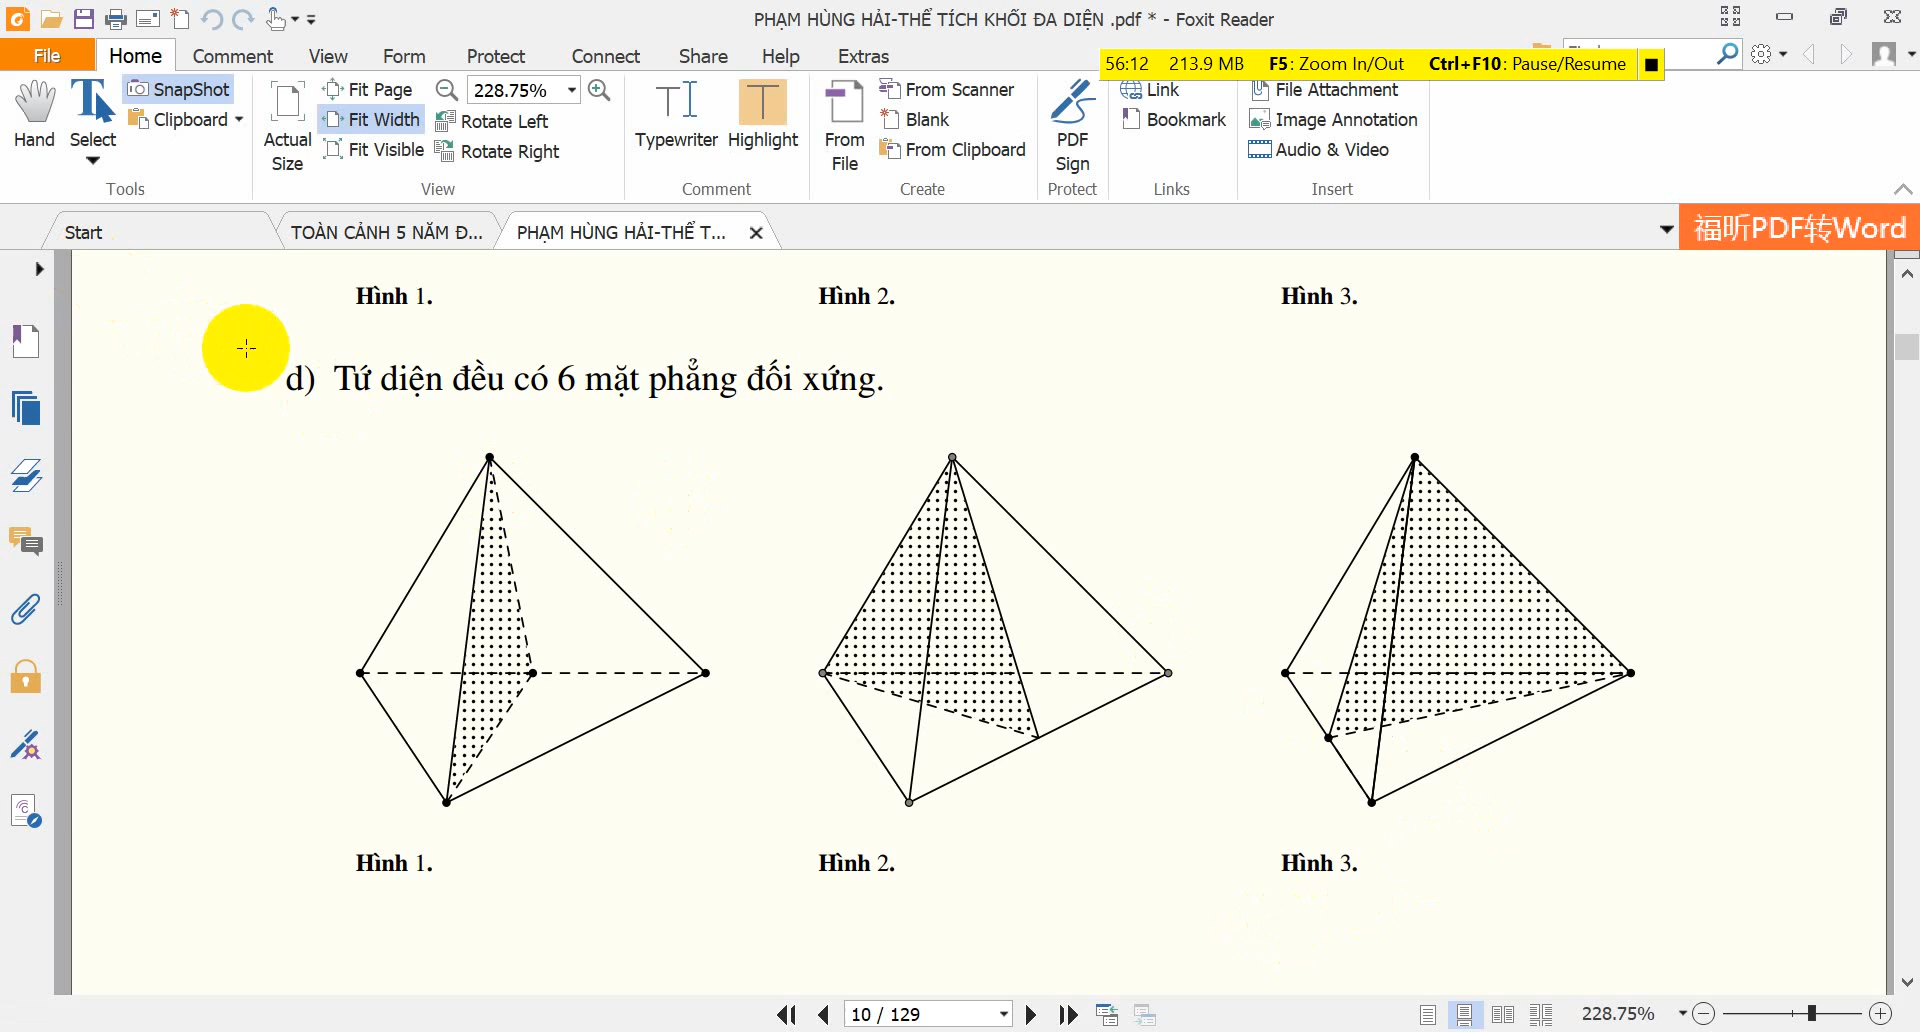 PHẠM HÙNG HẢI-THỂ TÍCH KHỐI ĐA DIỆN .pdf * - Foxit Reader
File Home Comment View Form Protect Connect Share Help Extras
56:12 213.9 MB F5: Zoom In/Out Ctrl+F10: Pause/Resume
SnapShot Fit Page 228.75% From Scanner Link File Attachment
Clipboard Fit Width Rotate Left Blank Bookmark Image Annotation
Hand Select Actual Size Fit Visible Rotate Right Typewriter Highlight From File From Clipboard PDF Sign Audio & Video
Tools View Comment Create Protect Links Insert
Start TOÀN CẢNH 5 NĂM Đ... PHẠM HÙNG HẢI-THỂ T... 福昕PDF转Word
Hình 1. Hình 2. Hình 3.
d) Tứ diện đều có 6 mặt phẳng đối xứng.
Hình 1. Hình 2. Hình 3.
10 / 129 228.75%